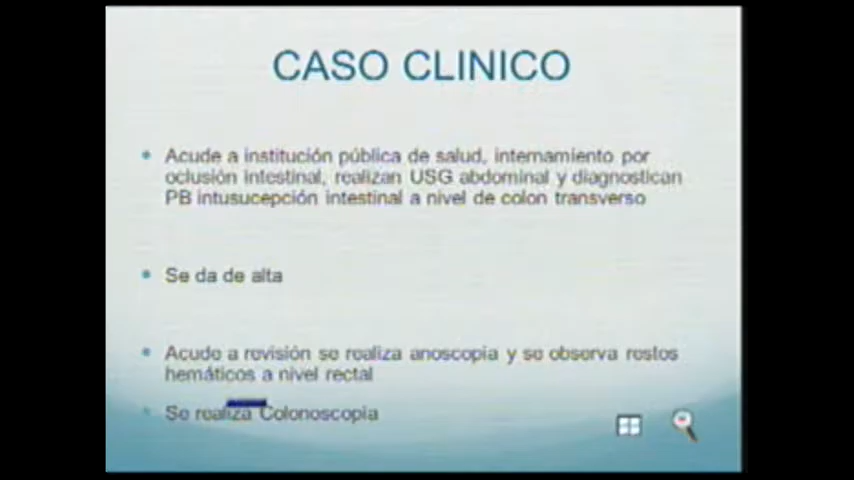 CASO CLINICO
• Acude a institución pública de salud, internamiento por
oclusión intestinal, realizan USG abdominal y diagnostican
PB intusucepción intestinal a nivel de colon transverso
• Se da de alta
• Acude a revisión se realiza anoscopia y se observa restos
hemáticos a nivel rectal
• Se realiza Colonoscopia